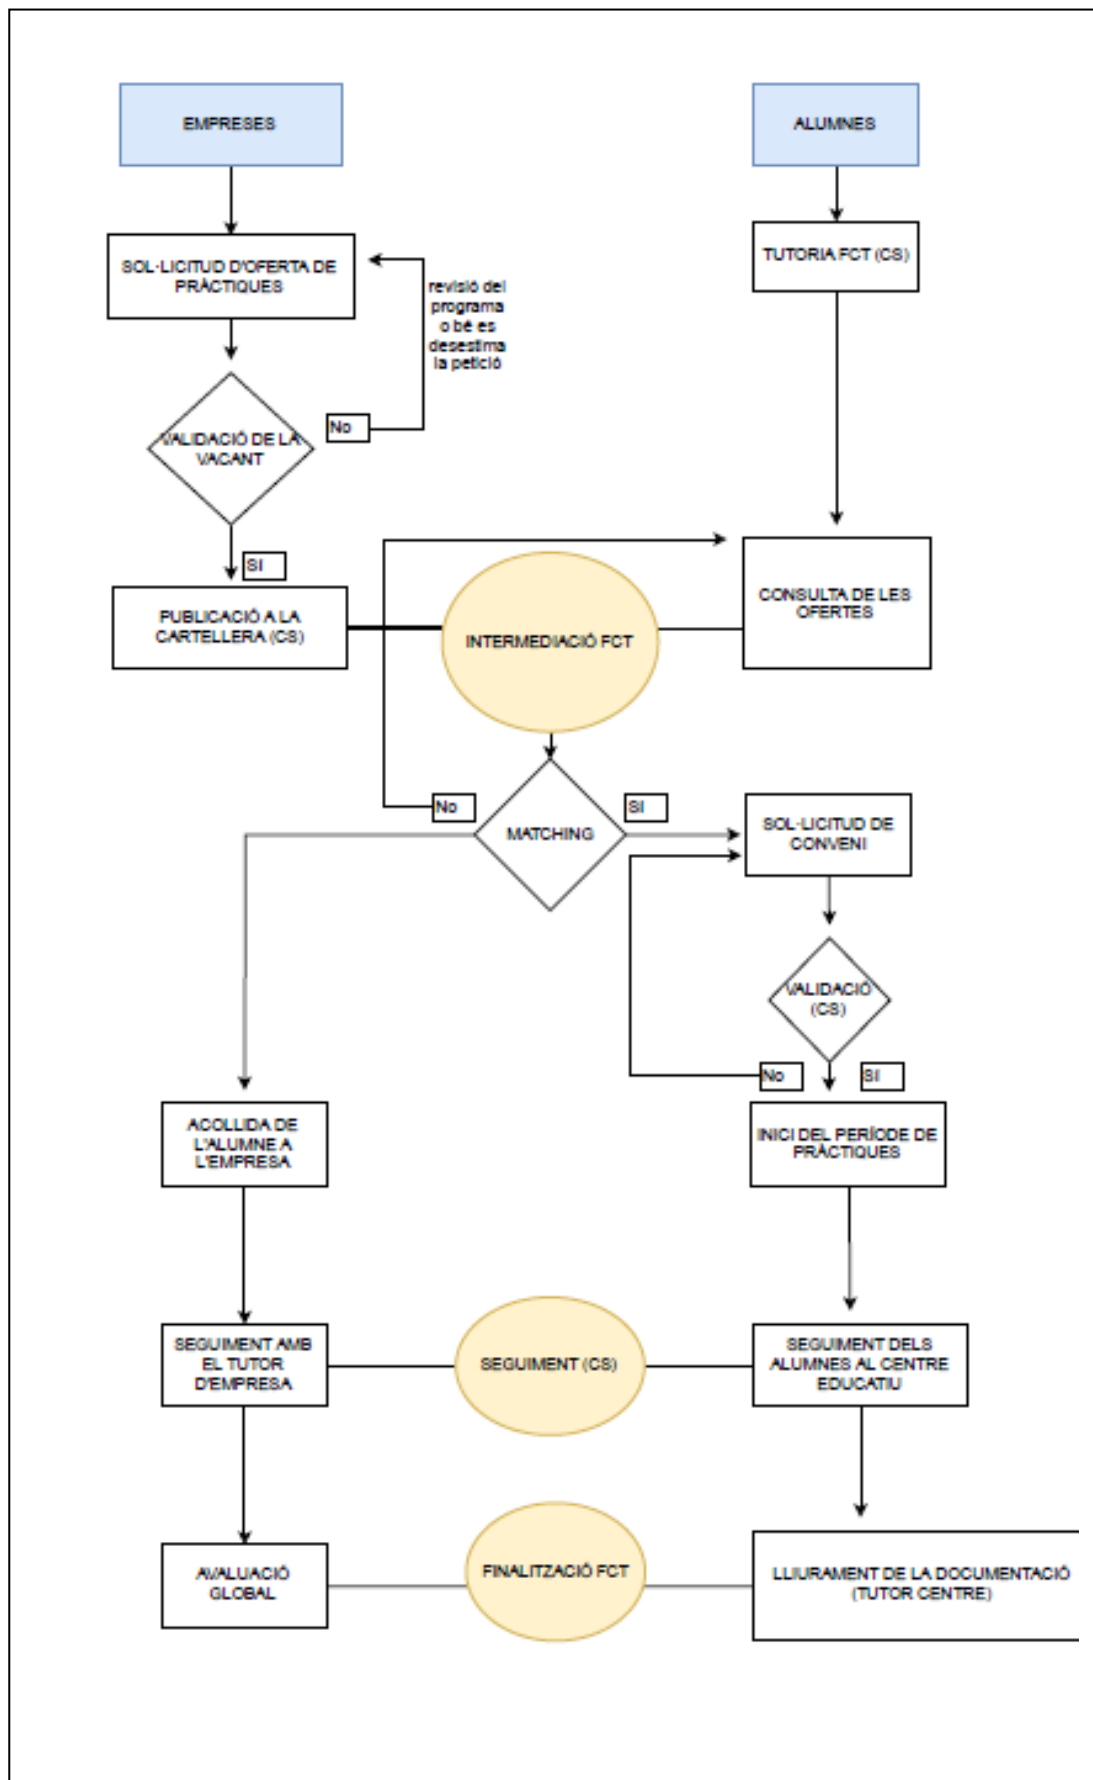 EMPRESES
ALUMNES
SOL·LICITUD D'OFERTA DE
PRÀCTIQUES
TUTORIA FCT (CS)
revisió del
programa
o bé es
desestima
la petició
VALIDACIÓ DE LA
VACANT
No
SI
PUBLICACIÓ A LA
CARTELLERA (CS)
INTERMEDIACIÓ FCT
CONSULTA DE LES
OFERTES
No
SI
MATCHING
SOL·LICITUD DE
CONVENI
VALIDACIÓ
(CS)
No
SI
ACOLLIDA DE
L'ALUMNE A
L'EMPRESA
INICI DEL PERÍODE DE
PRÀCTIQUES
SEGUIMENT AMB
EL TUTOR
D'EMPRESA
SEGUIMENT (CS)
SEGUIMENT DELS
ALUMNES AL CENTRE
EDUCATIU
AVALUACIÓ
GLOBAL
FINALITZACIÓ FCT
LLIURAMENT DE LA DOCUMENTACIÓ
(TUTOR CENTRE)